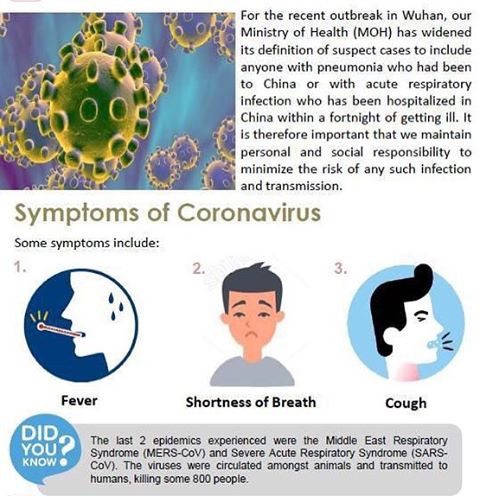 For the recent outbreak in Wuhan, our
Ministry of Health (MOH) has widened
its definition of suspect cases to include
anyone with pneumonia who had been
to China or with acute respiratory
infection who has been hospitalized in
China within a fortnight of getting ill. It
is therefore important that we maintain
personal and social responsibility to
minimize the risk of any such infection
and transmission.
Symptoms of Coronavirus
Some symptoms include:
1.
2.
3.
Fever
Shortness of Breath
Cough
DID
YOU
KNOW?
The last 2 epidemics experienced were the Middle East Respiratory
Syndrome (MERS-CoV) and Severe Acute Respiratory Syndrome (SARS-
CoV). The viruses were circulated amongst animals and transmitted to
humans, killing some 800 people.